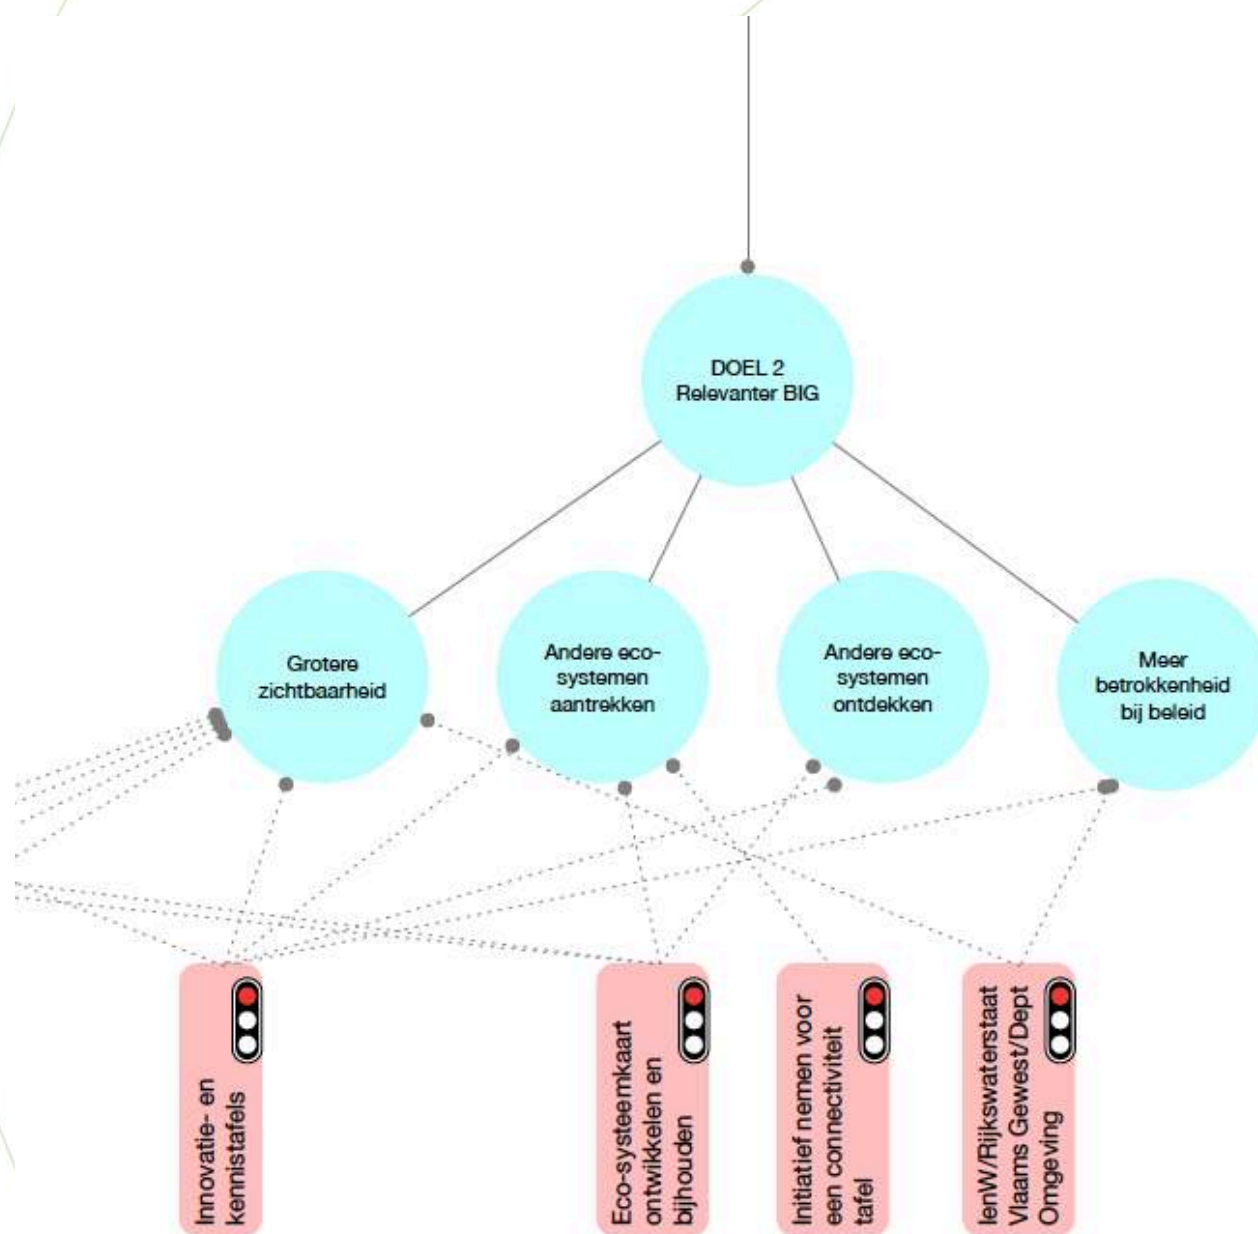 DOEL 2
Relevanter BIG
Grotere
zichtbaarheid
Andere eco-
systemen
aantrekken
Andere eco-
systemen
ontdekken
Meer
betrokkenheid
bij beleid
Innovatie- en
kennistafels
Eco-systeemkaart
ontwikkelen en
bijhouden
Initiatief nemen voor
een connectiviteit
tafel
IenW/Rijkswaterstaat
Vlaams Gewest/Dept
Omgeving